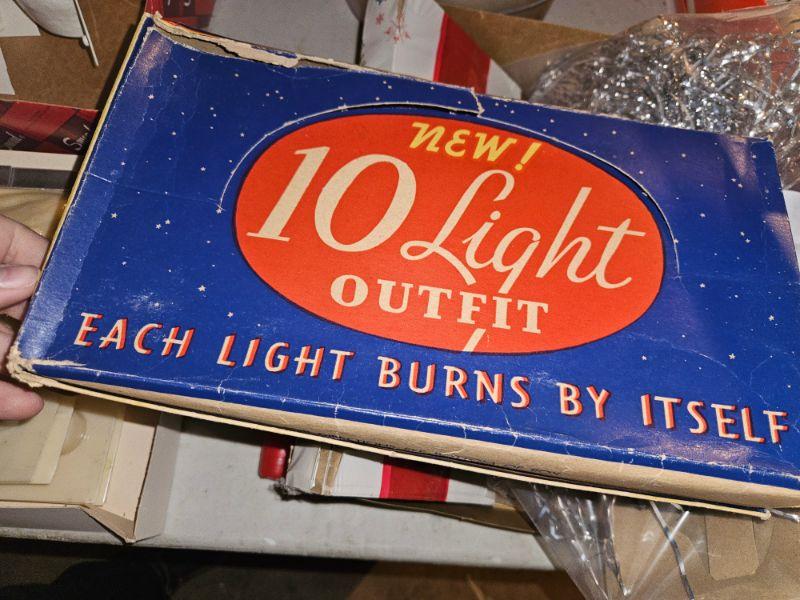 NEW!
10 Light
OUTFIT
EACH LIGHT BURNS BY ITSELF